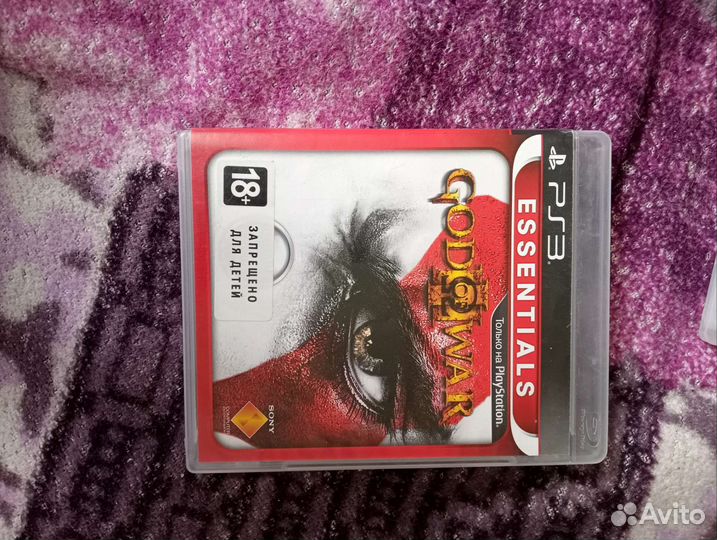 PS3
ESSENTIALS
Только на PlayStation.
GOD OF WAR
III
18+
ЗАПРЕЩЕНО
ДЛЯ ДЕТЕЙ
SONY
Avito